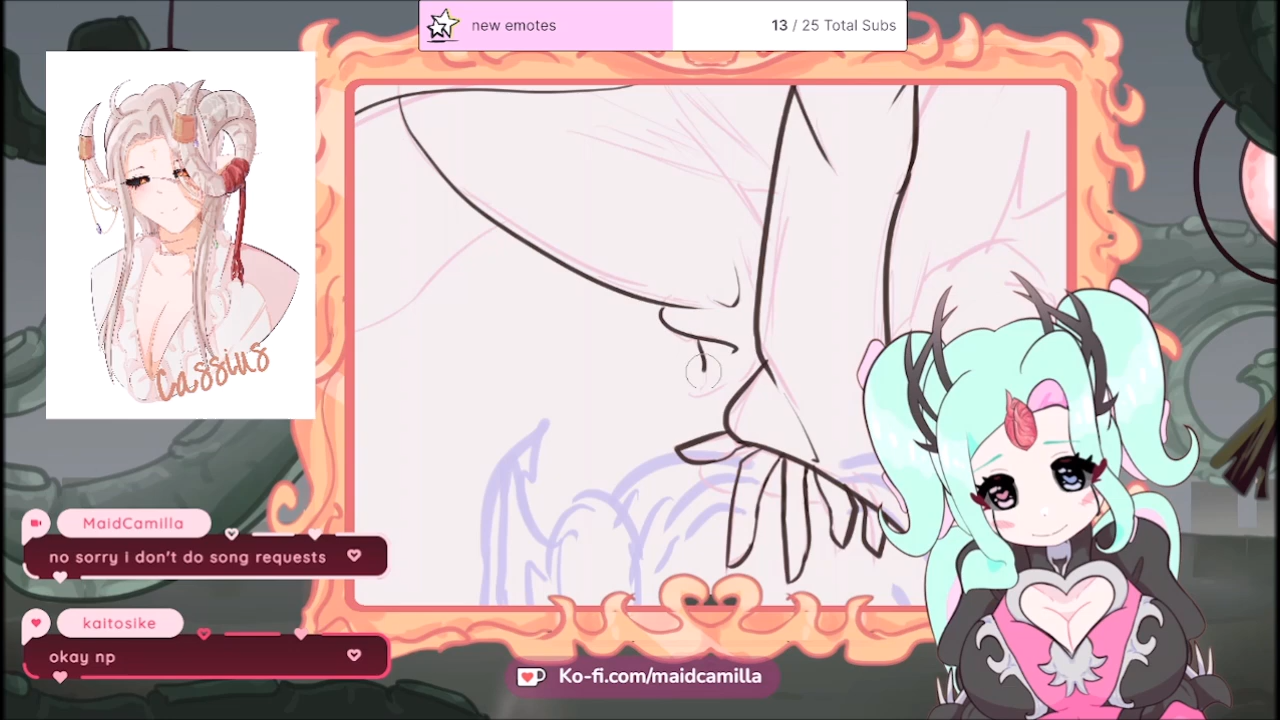 new emotes
13 / 25 Total Subs
Cassius
MaidCamilla
no sorry i don't do song requests
kaitosike
okay np
Ko-fi.com/maidcamilla